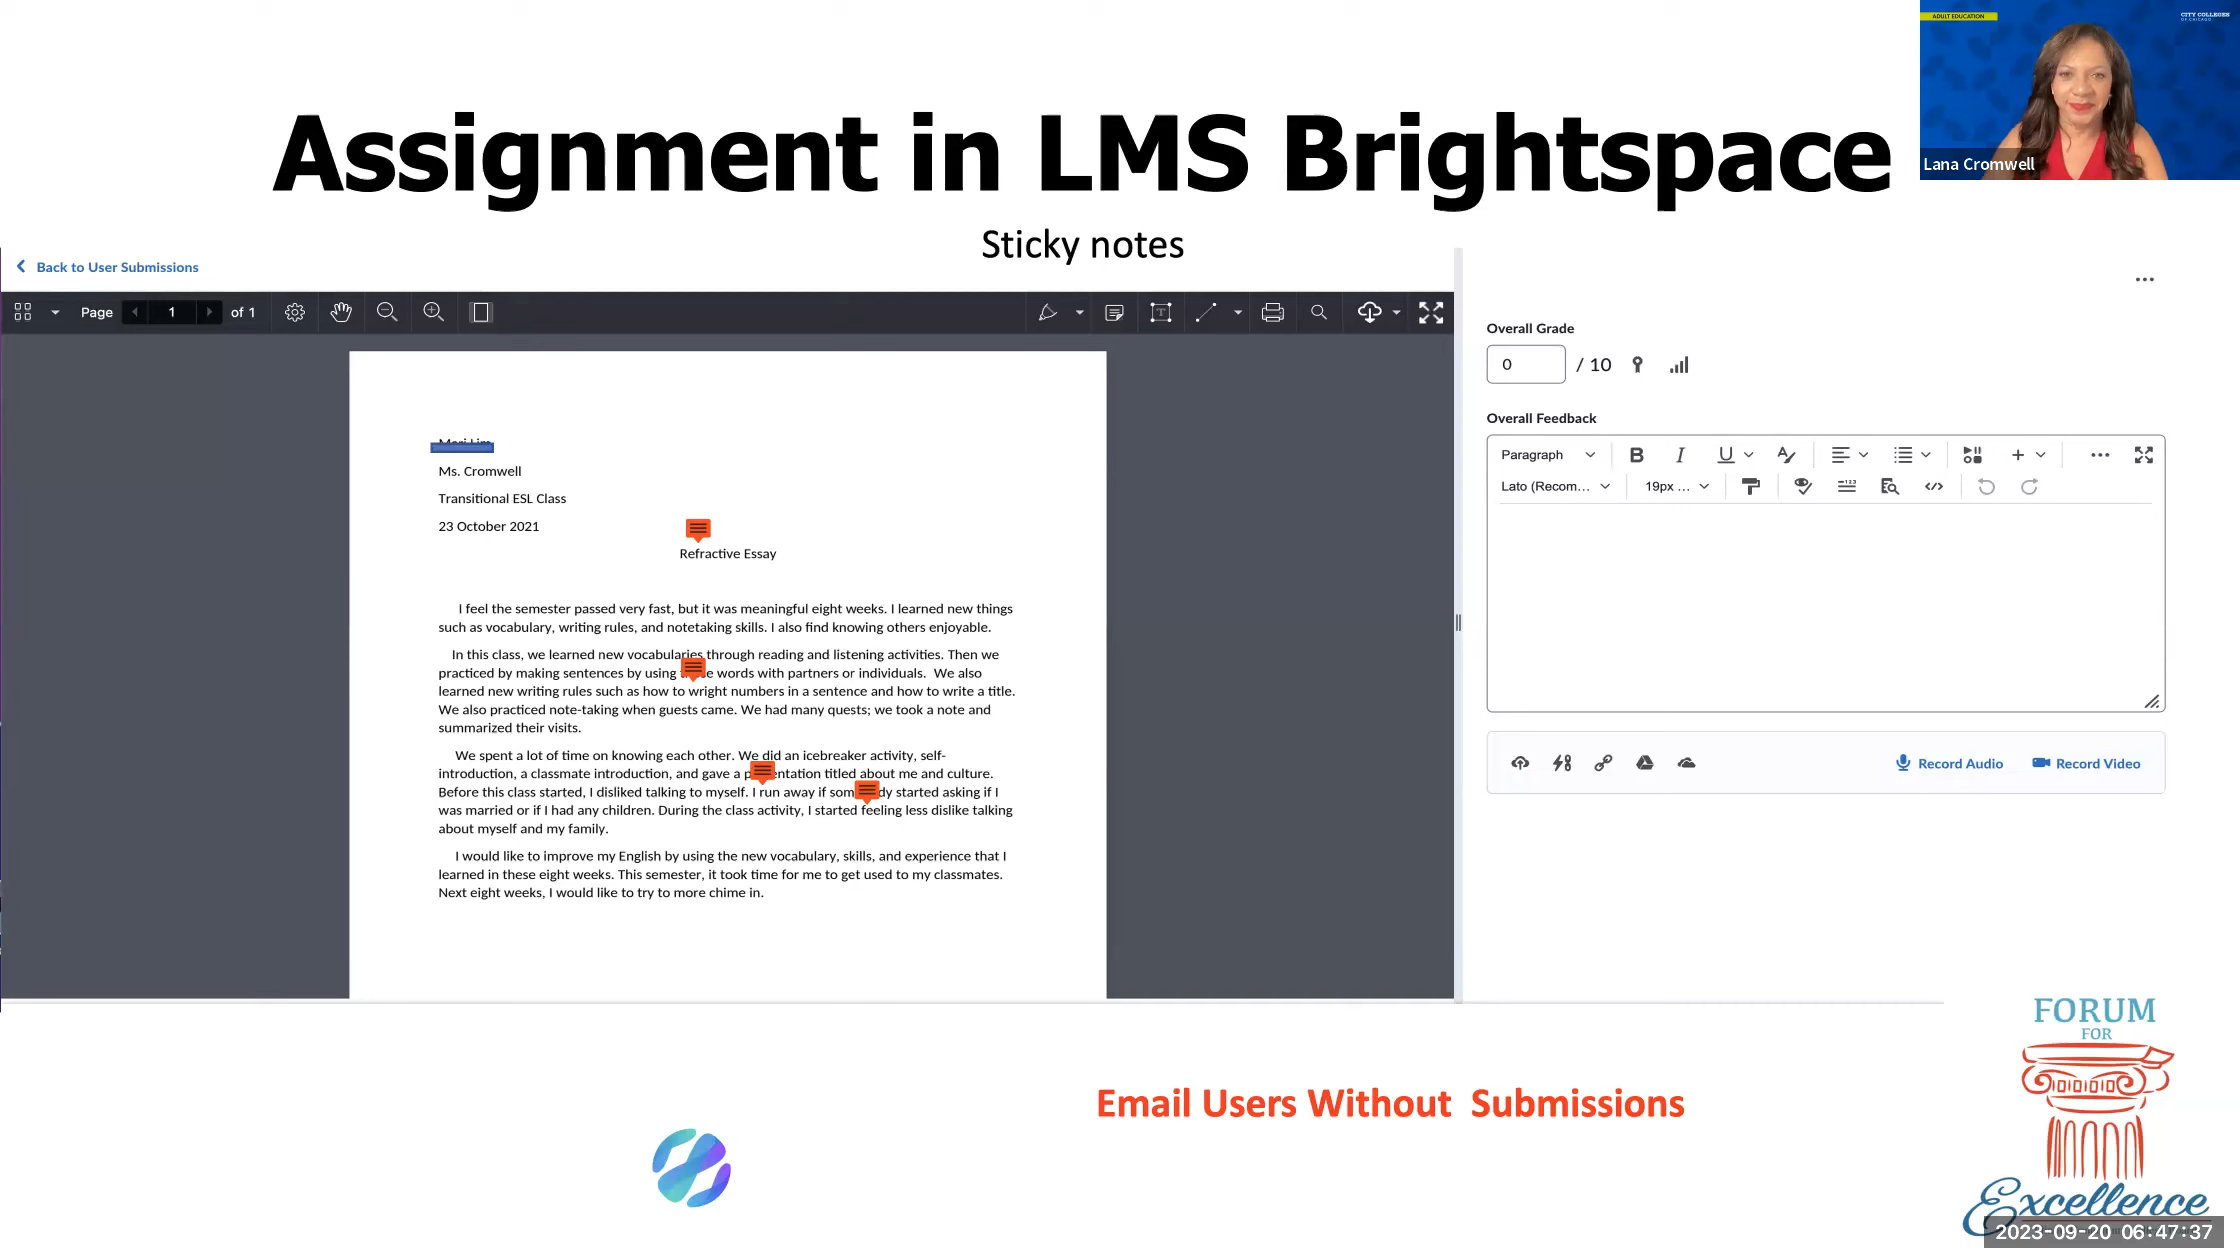 ADULT EDUCATION
CITY COLLEGES
OF CHICAGO
Lana Cromwell
Assignment in LMS Brightspace
Sticky notes
Back to User Submissions
Page 1 of 1
Ms. Cromwell
Transitional ESL Class
23 October 2021
Refractive Essay
I feel the semester passed very fast, but it was meaningful eight weeks. I learned new things
such as vocabulary, writing rules, and notetaking skills. I also find knowing others enjoyable.
In this class, we learned new vocabularies through reading and listening activities. Then we
practiced by making sentences by using words with partners or individuals. We also
learned new writing rules such as how to wright numbers in a sentence and how to write a title.
We also practiced note-taking when guests came. We had many quests; we took a note and
summarized their visits.
We spent a lot of time on knowing each other. We did an icebreaker activity, self-
introduction, a classmate introduction, and gave a titled about me and culture.
Before this class started, I disliked talking to myself. I run away if started asking if I
was married or if I had any children. During the class activity, I started feeling less dislike talking
about myself and my family.
I would like to improve my English by using the new vocabulary, skills, and experience that I
learned in these eight weeks. This semester, it took time for me to get used to my classmates.
Next eight weeks, I would like to try to more chime in.
Overall Grade
0 / 10
Overall Feedback
Paragraph B I U
Lato (Recom... 19px ...
Record Audio Record Video
Email Users Without Submissions
FORUM
FOR
Excellence
2023-09-20 06:47:37